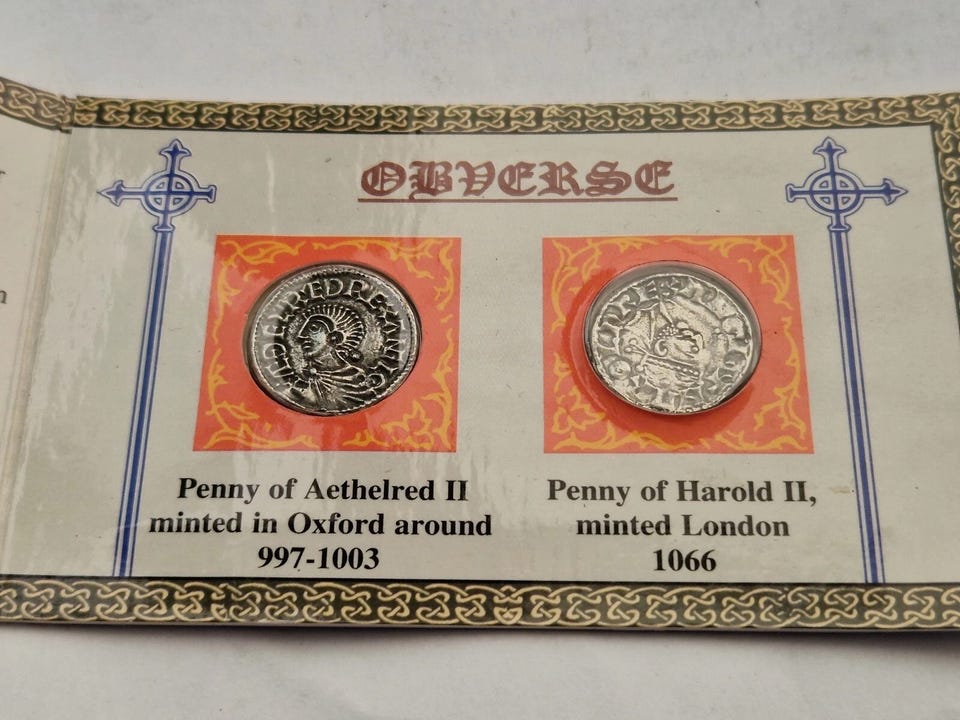 OBVERSE
Penny of Aethelred II
minted in Oxford around
997-1003
Penny of Harold II,
minted London
1066